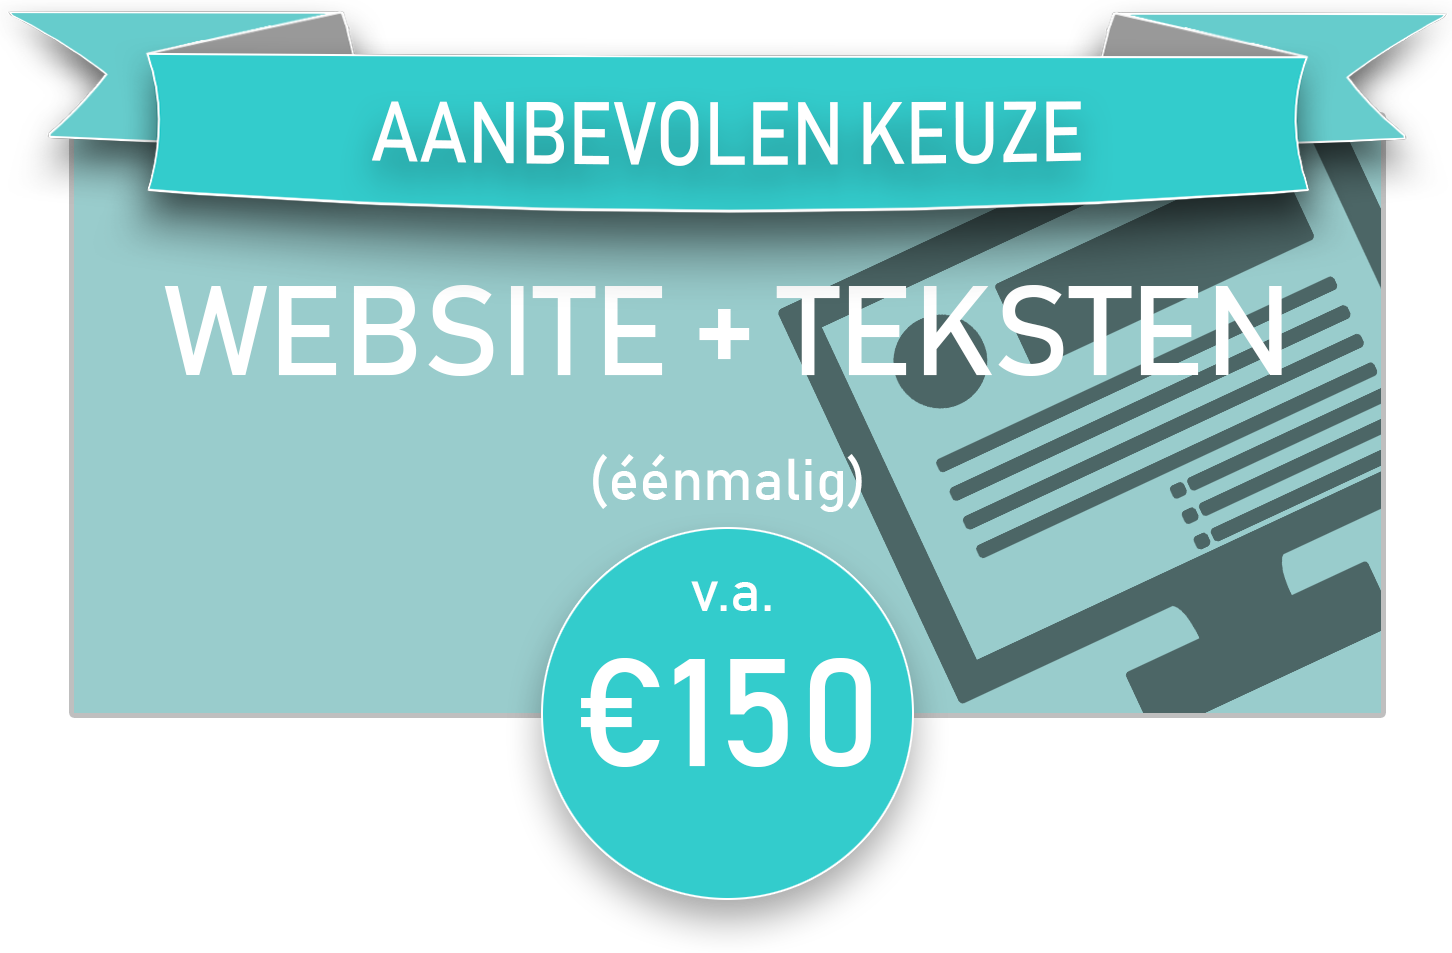 AANBEVOLEN KEUZE
WEBSITE + TEKSTEN
(éénmalig)
v.a.
€150